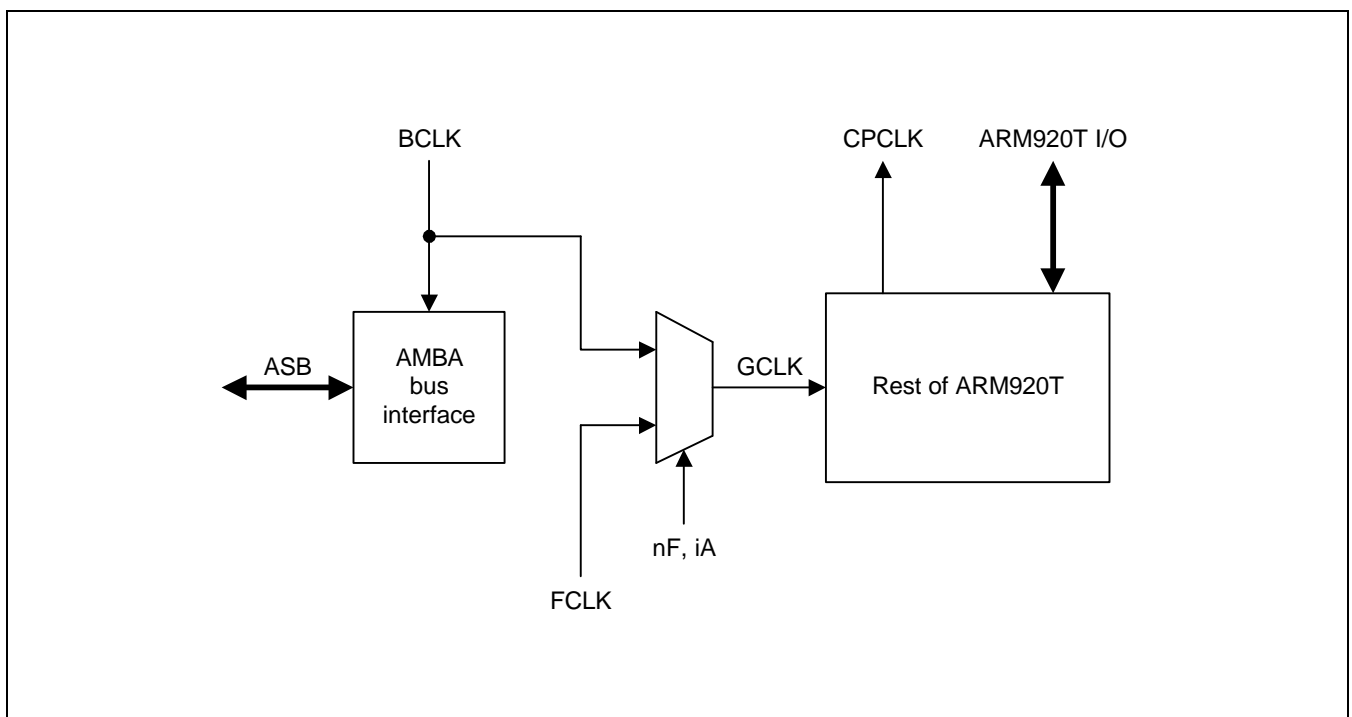 BCLK
CPCLK
ARM920T I/O
ASB
AMBA
bus
interface
GCLK
Rest of ARM920T
nF, iA
FCLK